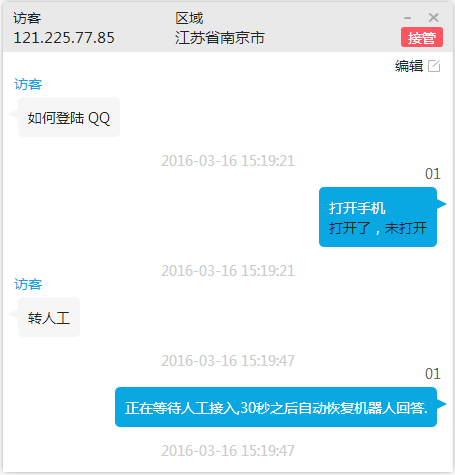 访客 区域
121.225.77.85 江苏省南京市 接管
编辑
访客
如何登陆 QQ
2016-03-16 15:19:21
01
打开手机
打开了，未打开
2016-03-16 15:19:21
访客
转人工
2016-03-16 15:19:47
01
正在等待人工接入,30秒之后自动恢复机器人回答.
2016-03-16 15:19:47